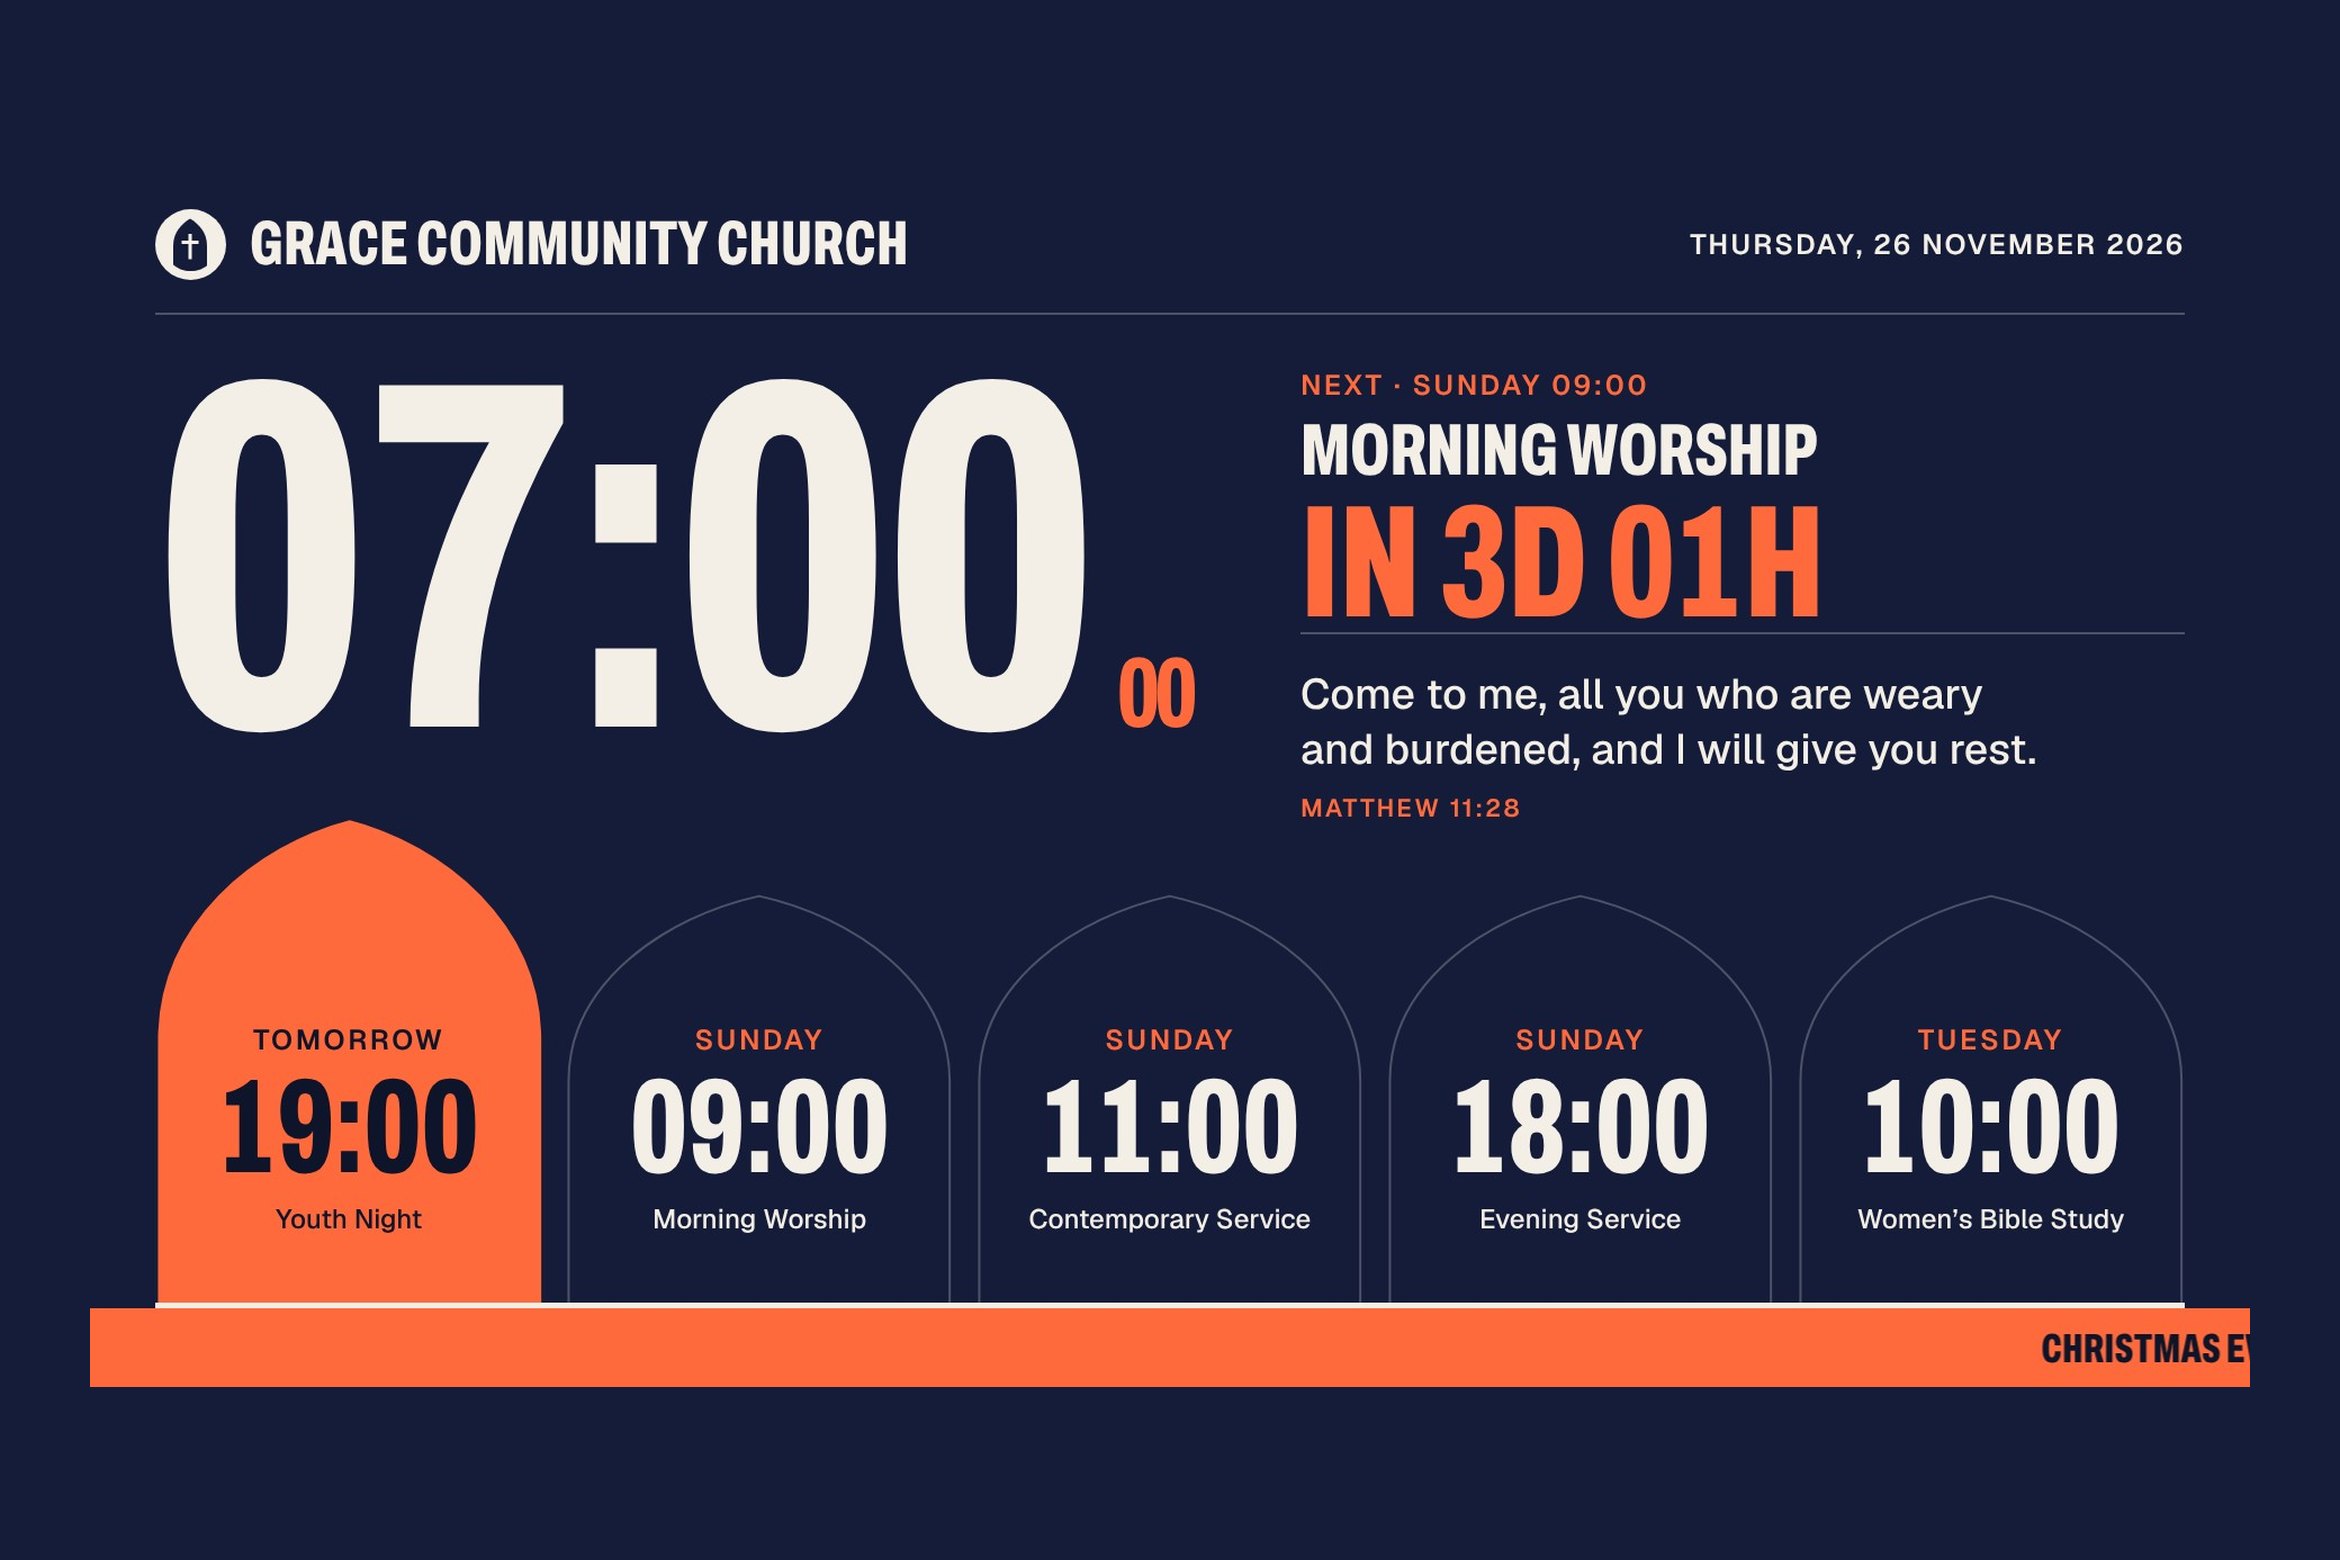 GRACE COMMUNITY CHURCH
THURSDAY, 26 NOVEMBER 2026
07:00 00
NEXT · SUNDAY 09:00
MORNING WORSHIP
IN 3D 01H
Come to me, all you who are weary
and burdened, and I will give you rest.
MATTHEW 11:28
TOMORROW
19:00
Youth Night
SUNDAY
09:00
Morning Worship
SUNDAY
11:00
Contemporary Service
SUNDAY
18:00
Evening Service
TUESDAY
10:00
Women’s Bible Study
CHRISTMAS